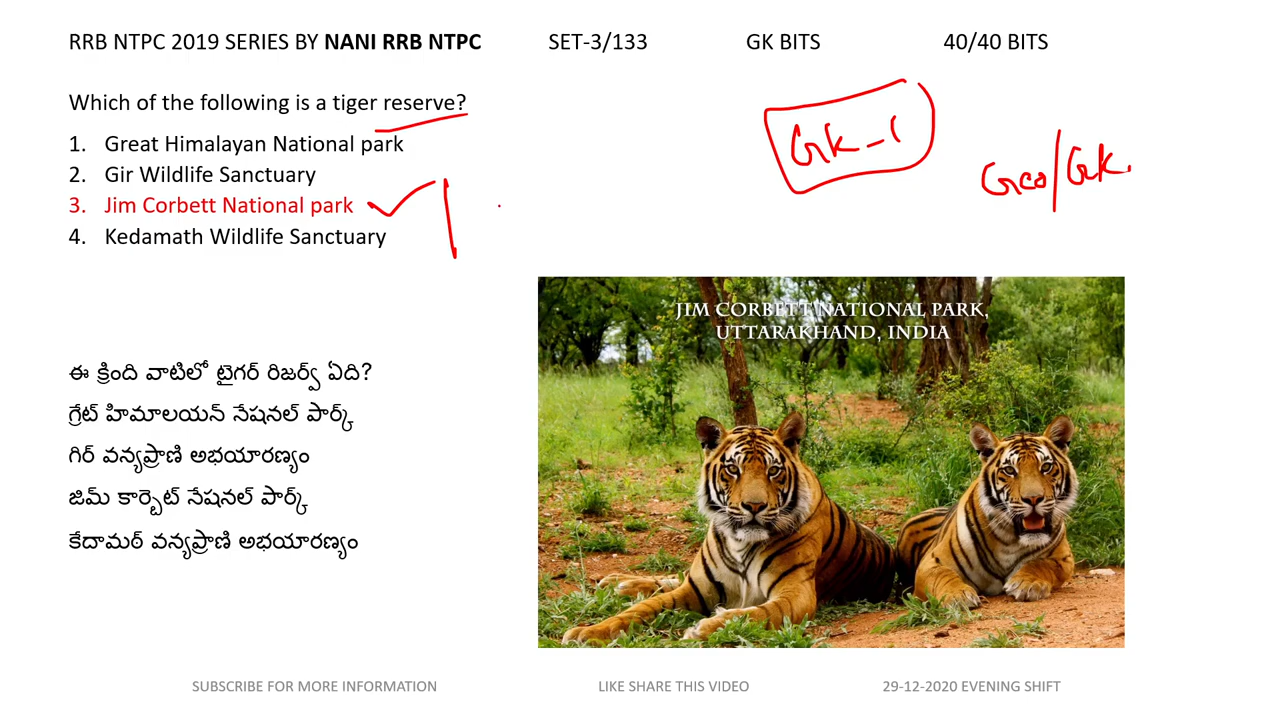 RRB NTPC 2019 SERIES BY NANI RRB NTPC SET-3/133 GK BITS 40/40 BITS
Which of the following is a tiger reserve?
1. Great Himalayan National park
2. Gir Wildlife Sanctuary
3. Jim Corbett National park
4. Kedamath Wildlife Sanctuary
GK-1
Geo/GK.
JIM CORBETT NATIONAL PARK,
UTTARAKHAND, INDIA
ఈ క్రింది వాటిలో టైగర్ రిజర్వ్ ఏది?
గ్రేట్ హిమాలయన్ నేషనల్ పార్క్
గిర్ వన్యప్రాణి అభయారణ్యం
జిమ్ కార్బెట్ నేషనల్ పార్క్
కేదామఠ్ వన్యప్రాణి అభయారణ్యం
SUBSCRIBE FOR MORE INFORMATION LIKE SHARE THIS VIDEO 29-12-2020 EVENING SHIFT